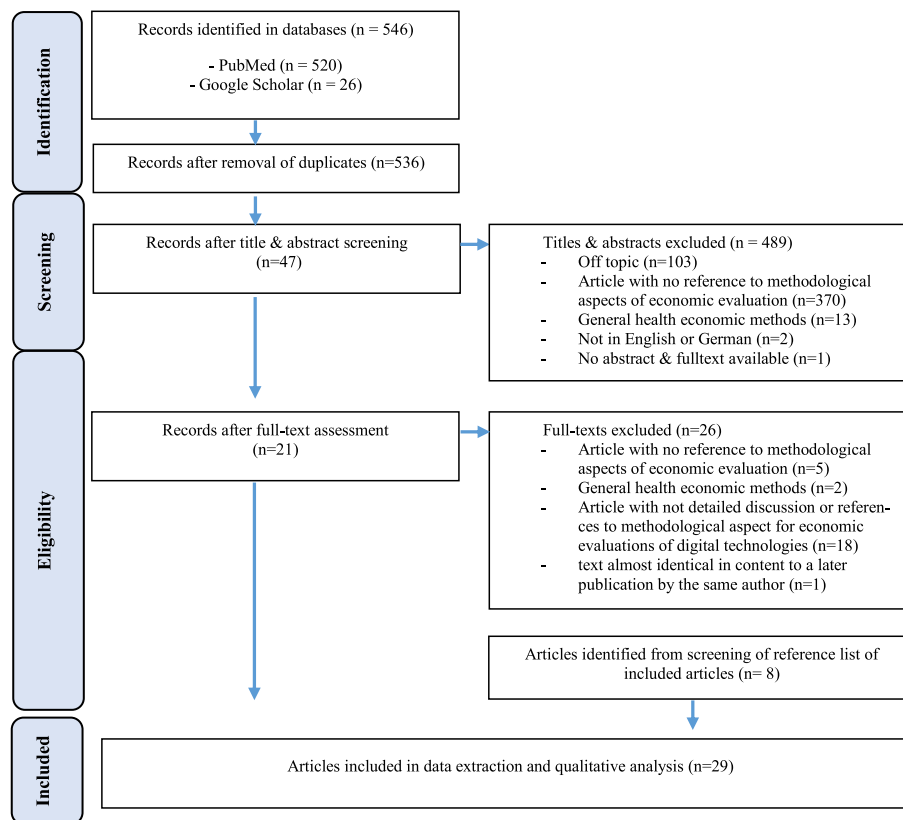 Identification
Records identified in databases (n = 546)
- PubMed (n = 520)
- Google Scholar (n = 26)
Records after removal of duplicates (n=536)
Screening
Records after title & abstract screening
(n=47)
Titles & abstracts excluded (n = 489)
- Off topic (n=103)
- Article with no reference to methodological
aspects of economic evaluation (n=370)
- General health economic methods (n=13)
- Not in English or German (n=2)
- No abstract & fulltext available (n=1)
Eligibility
Records after full-text assessment
(n=21)
Full-texts excluded (n=26)
- Article with no reference to methodological
aspects of economic evaluation (n=5)
- General health economic methods (n=2)
- Article with not detailed discussion or referen-
ces to methodological aspect for economic
evaluations of digital technologies (n=18)
- text almost identical in content to a later
publication by the same author (n=1)
Articles identified from screening of reference list of
included articles (n= 8)
Included
Articles included in data extraction and qualitative analysis (n=29)